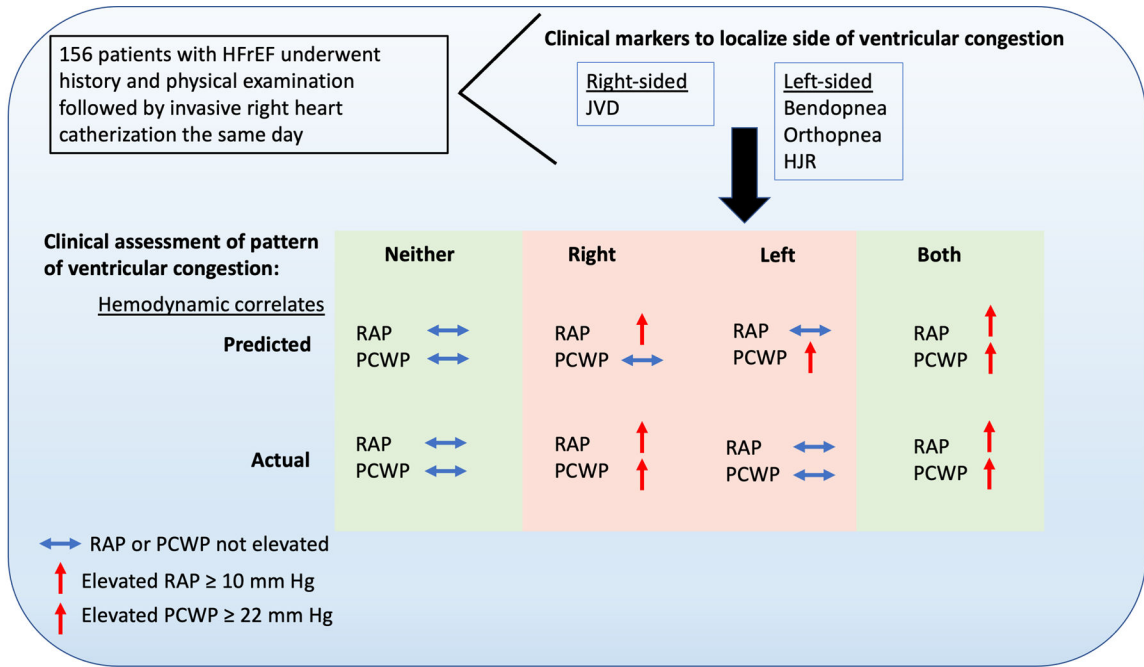 156 patients with HFrEF underwent
history and physical examination
followed by invasive right heart
catherization the same day
Clinical markers to localize side of ventricular congestion
Right-sided
JVD
Left-sided
Bendopnea
Orthopnea
HJR
Clinical assessment of pattern
of ventricular congestion:
Neither
Right
Left
Both
Hemodynamic correlates
Predicted
RAP
PCWP
RAP
PCWP
RAP
PCWP
RAP
PCWP
Actual
RAP
PCWP
RAP
PCWP
RAP
PCWP
RAP
PCWP
RAP or PCWP not elevated
Elevated RAP ≥ 10 mm Hg
Elevated PCWP ≥ 22 mm Hg